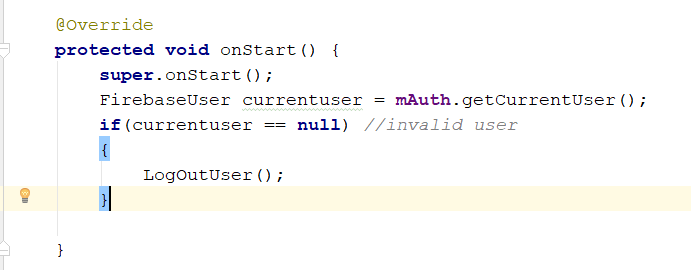 @Override
protected void onStart() {
super.onStart();
FirebaseUser currentuser = mAuth.getCurrentUser();
if(currentuser == null) //invalid user
{
LogOutUser();
}
}